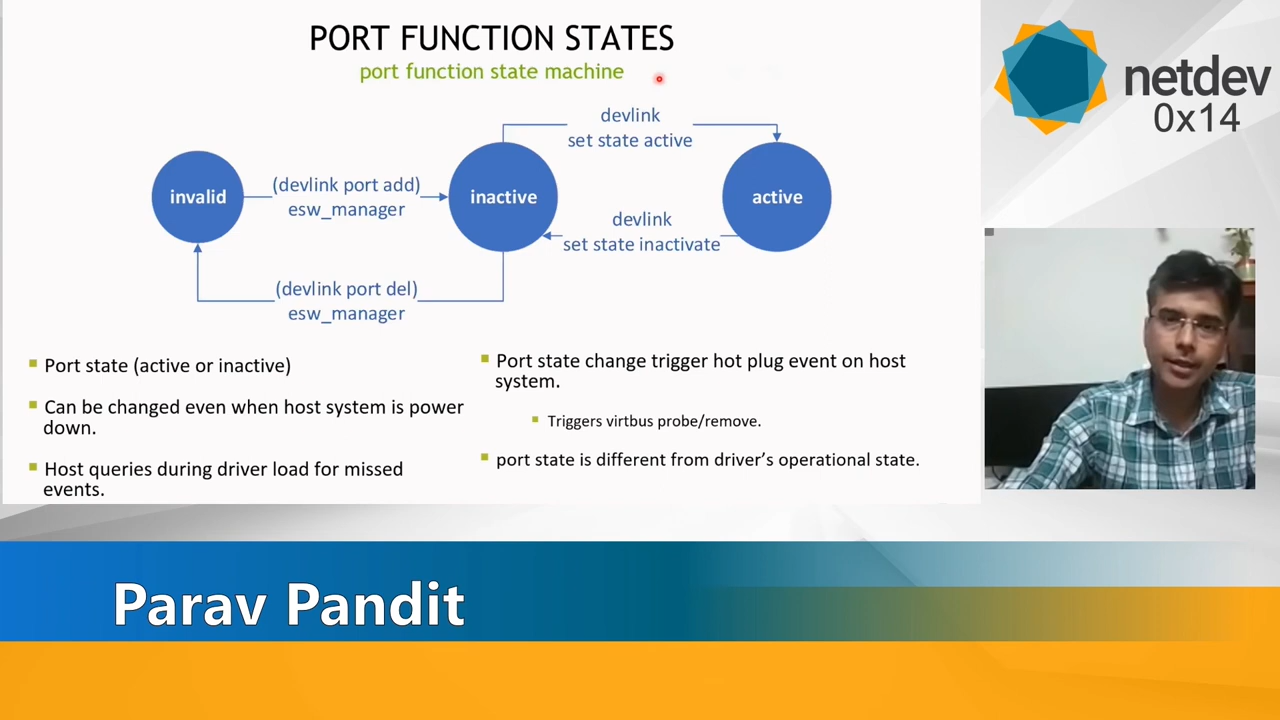 PORT FUNCTION STATES
port function state machine
netdev
0x14
devlink
set state active
invalid
(devlink port add)
esw_manager
inactive
active
devlink
set state inactivate
(devlink port del)
esw_manager
Port state (active or inactive)
Can be changed even when host system is power
down.
Host queries during driver load for missed
events.
Port state change trigger hot plug event on host
system.
Triggers virtbus probe/remove.
port state is different from driver's operational state.
Parav Pandit